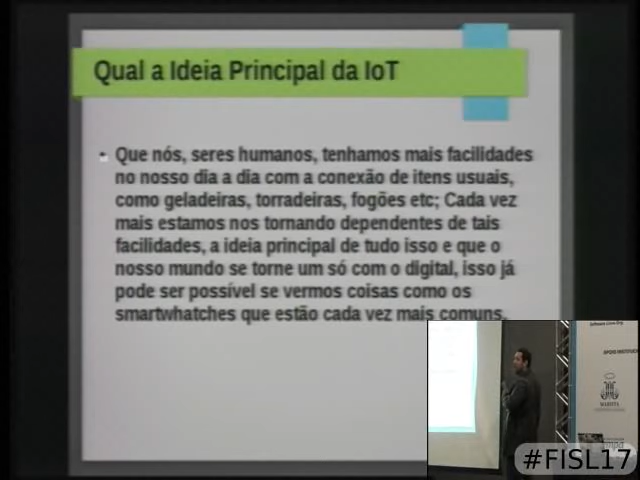 Qual a Ideia Principal da IoT
Que nós, seres humanos, tenhamos mais facilidades
no nosso dia a dia com a conexão de itens usuais,
como geladeiras, torradeiras, fogões etc; Cada vez
mais estamos nos tornando dependentes de tais
facilidades, a ideia principal de tudo isso e que o
nosso mundo se torne um só com o digital, isso já
pode ser possível se vermos coisas como os
smartwhatches que estão cada vez mais comuns.
APOIO INSTITUCI
#FISL17